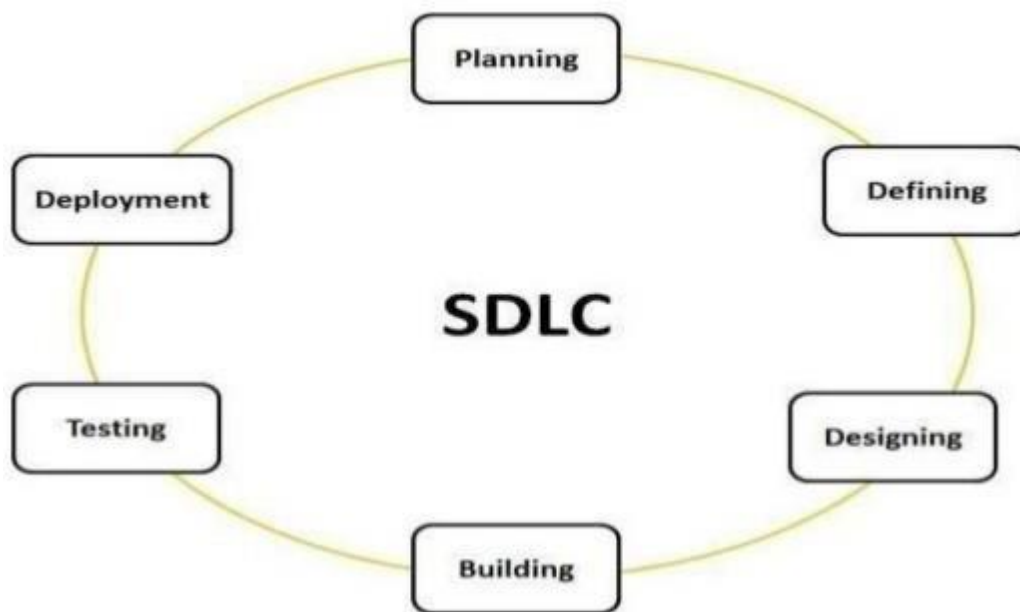 Planning
Defining
Designing
Building
Testing
Deployment
SDLC